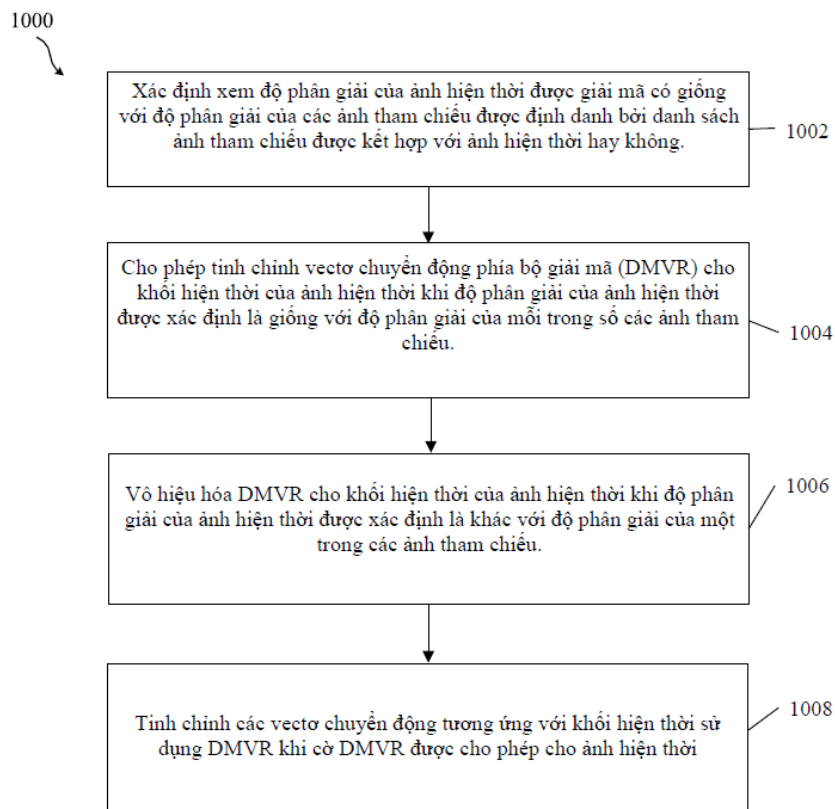 1000
Xác định xem độ phân giải của ảnh hiện thời được giải mã có giống
với độ phân giải của các ảnh tham chiếu được định danh bởi danh sách
ảnh tham chiếu được kết hợp với ảnh hiện thời hay không.
1002
Cho phép tinh chỉnh vectơ chuyển động phía bộ giải mã (DMVR) cho
khối hiện thời của ảnh hiện thời khi độ phân giải của ảnh hiện thời
được xác định là giống với độ phân giải của mỗi trong số các ảnh tham
chiếu.
1004
Vô hiệu hóa DMVR cho khối hiện thời của ảnh hiện thời khi độ phân
giải của ảnh hiện thời được xác định là khác với độ phân giải của một
trong các ảnh tham chiếu.
1006
Tinh chỉnh các vectơ chuyển động tương ứng với khối hiện thời sử
dụng DMVR khi cờ DMVR được cho phép cho ảnh hiện thời
1008